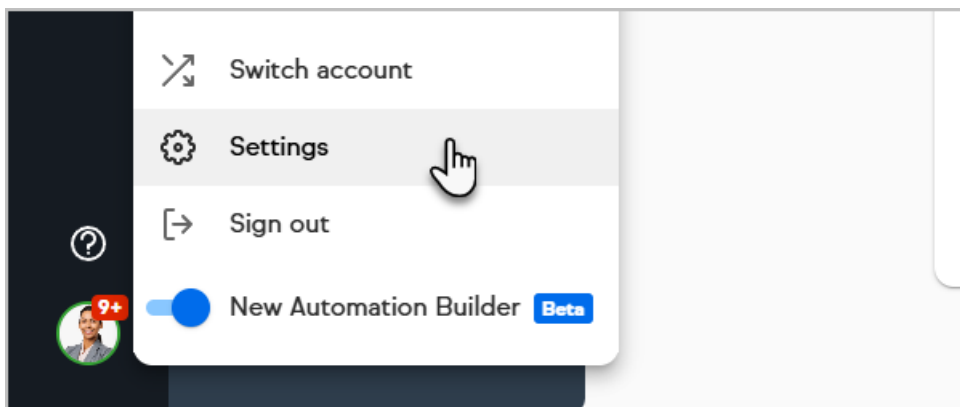 Switch account
Settings
Sign out
9+
New Automation Builder Beta